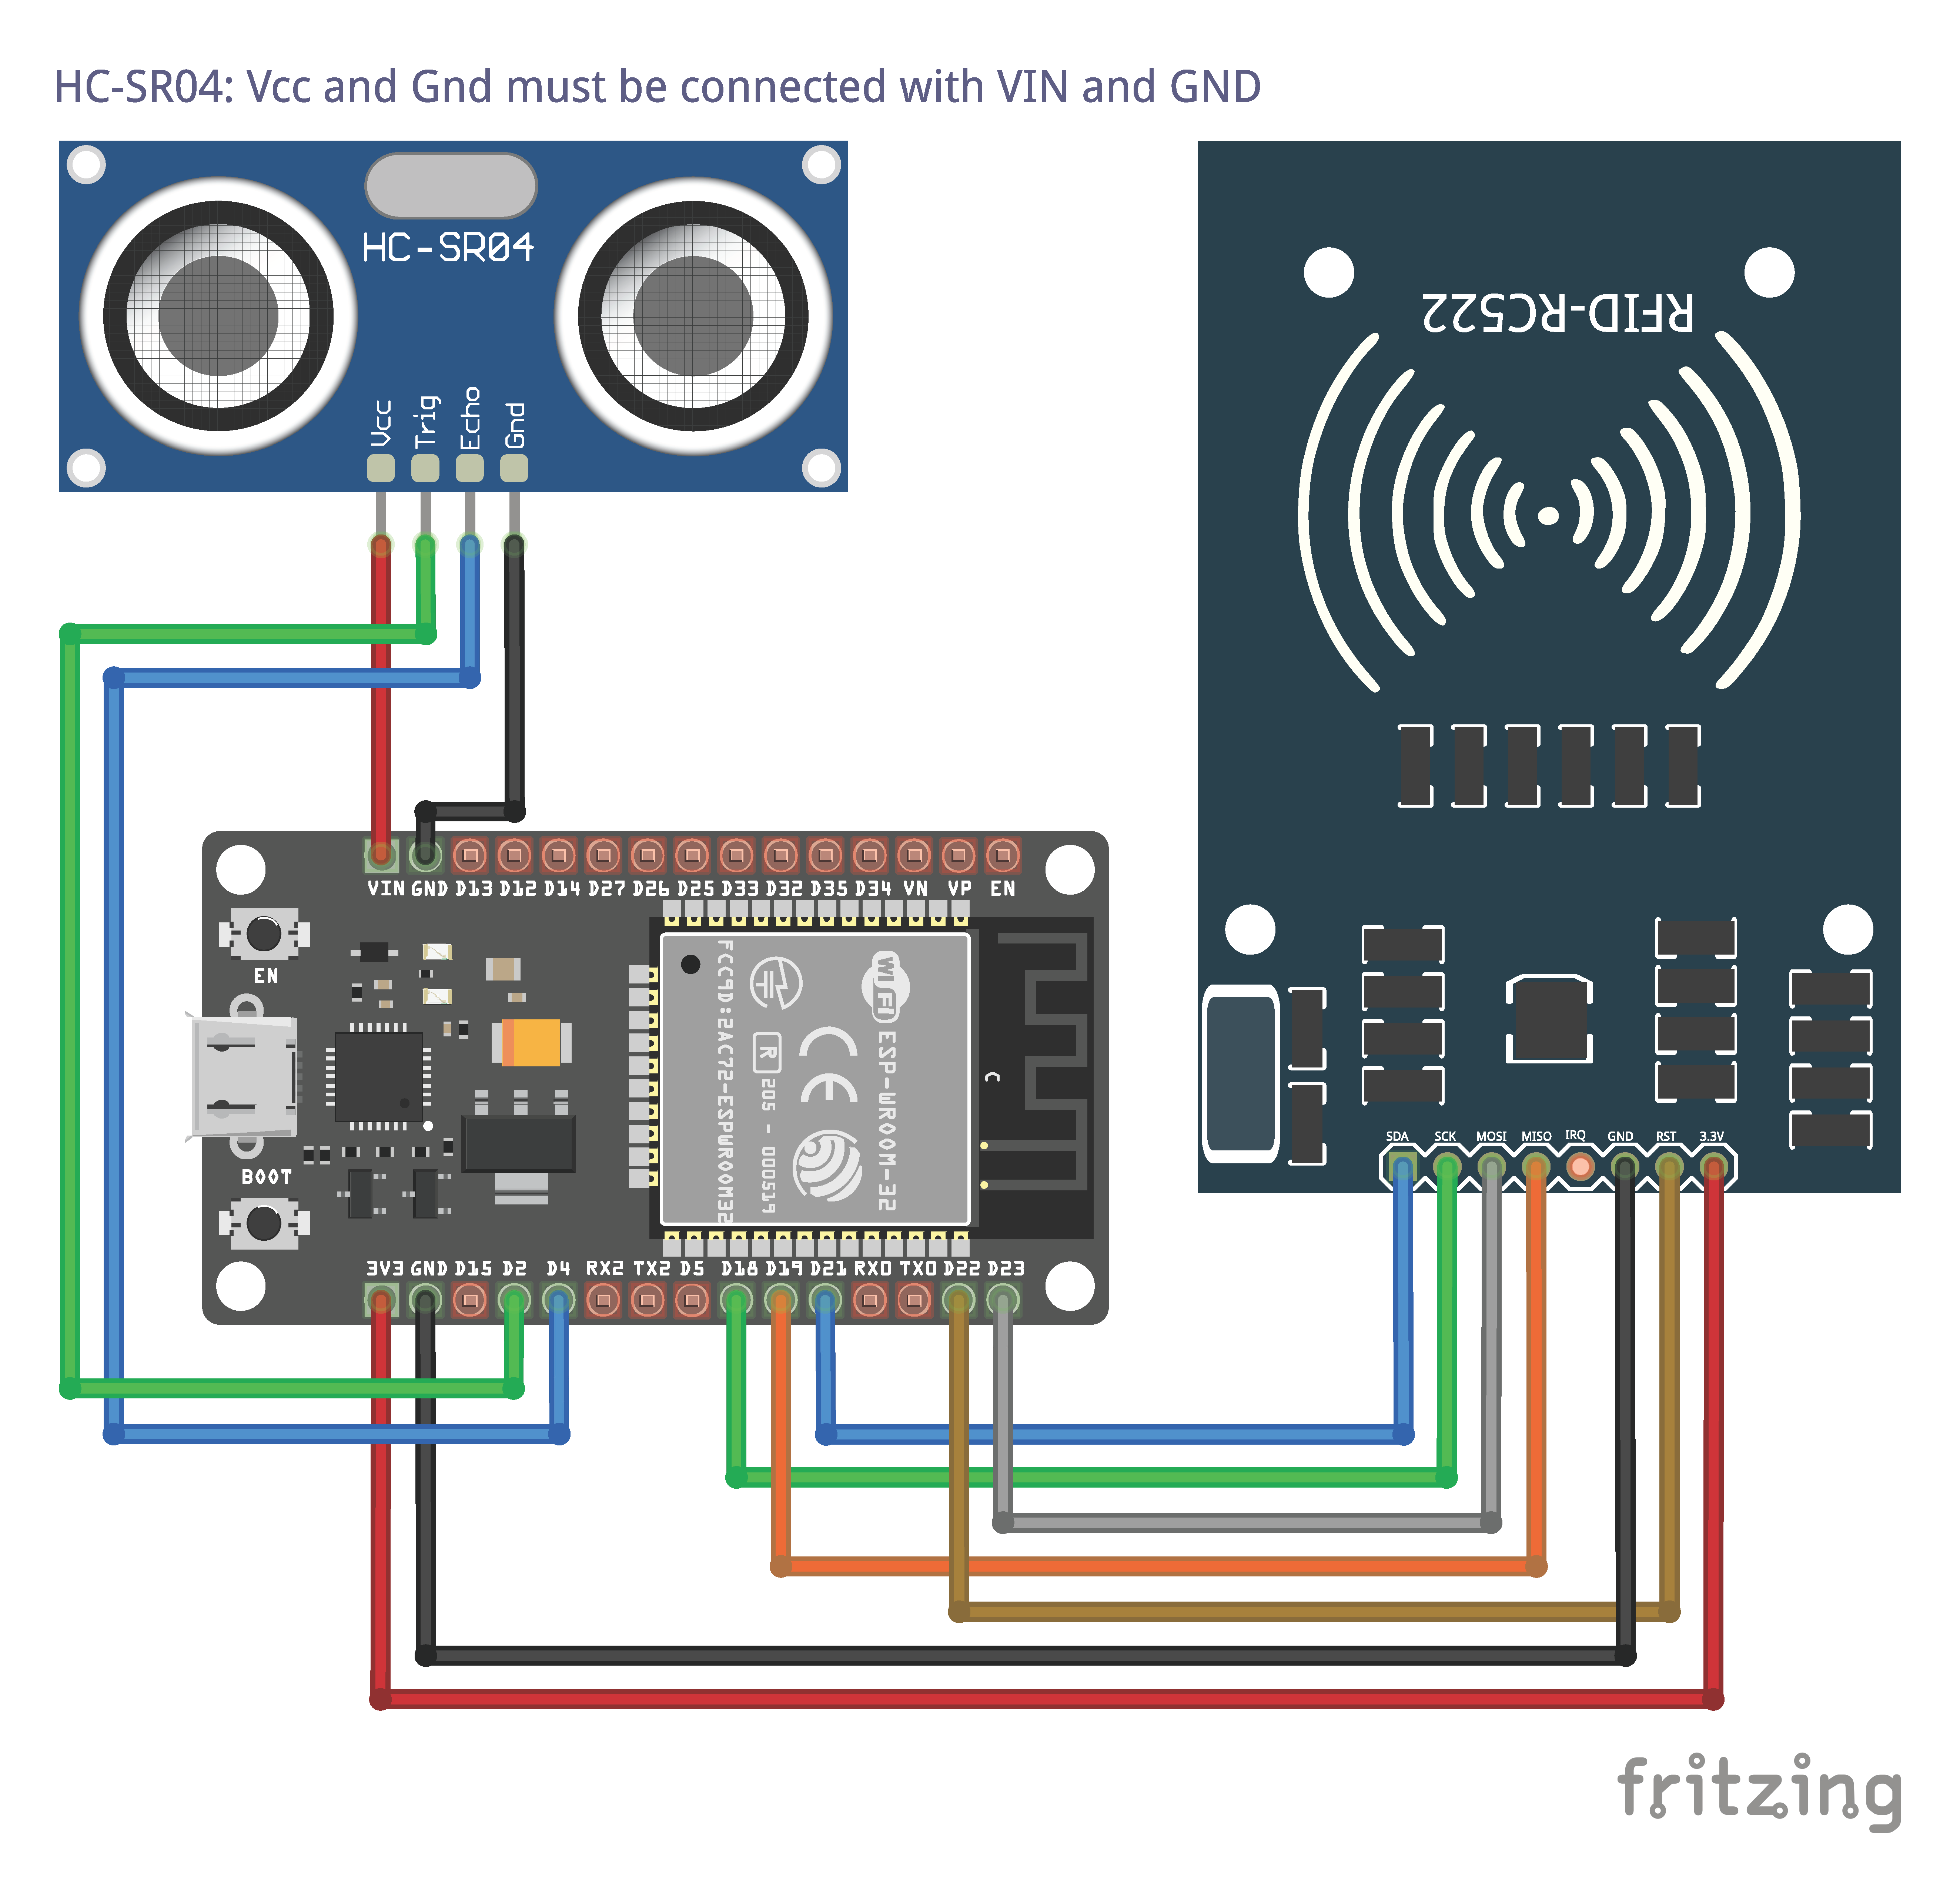 HC-SR04: Vcc and Gnd must be connected with VIN and GND
HC-SR04
Vcc
Trig
Echo
Gnd
RFID-RC522
VIN GND D13 D12 D14 D27 D26 D25 D33 D32 D35 D34 VN VP EN
EN
BOOT
FCC9D:2AC72-ESPWROOM32
R
205 - 000519
CE
WiFi
ESP-WROOM-32
3V3 GND D15 D2 D4 RX2 TX2 D5 D18 D19 D21 RX0 TX0 D22 D23
SDA SCK MOSI MISO IRQ GND RST 3.3V
fritzing